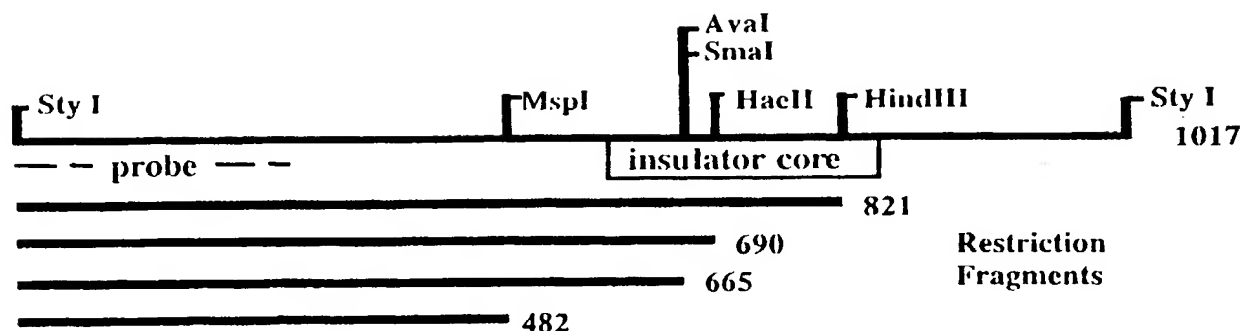 AvaI
SmaI
Sty I
MspI
HaeII
HindIII
Sty I
1017
probe
insulator core
821
690
Restriction
Fragments
665
482